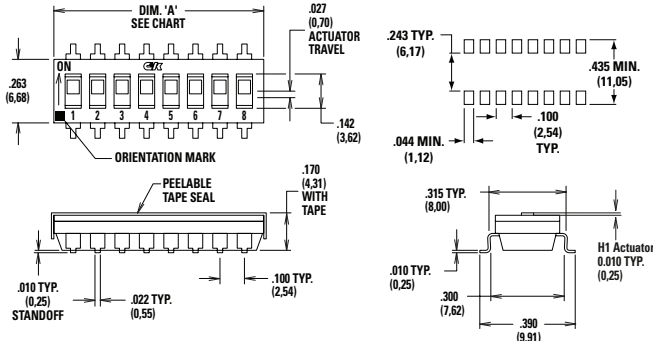 DIM. 'A'
SEE CHART
.027
(0,70)
ACTUATOR
TRAVEL
ON
C&K
.263
(6,68)
1 2 3 4 5 6 7 8
.142
(3,62)
ORIENTATION MARK
.243 TYP.
(6,17)
.435 MIN.
(11,05)
.100
(2,54)
TYP.
.044 MIN.
(1,12)
PEELABLE
TAPE SEAL
.170
(4,31)
WITH
TAPE
.010 TYP.
(0,25)
STANDOFF
.022 TYP.
(0,55)
.100 TYP.
(2,54)
.315 TYP.
(8,00)
H1 Actuator
0.010 TYP.
(0,25)
.010 TYP.
(0,25)
.300
(7,62)
.390
(9,91)